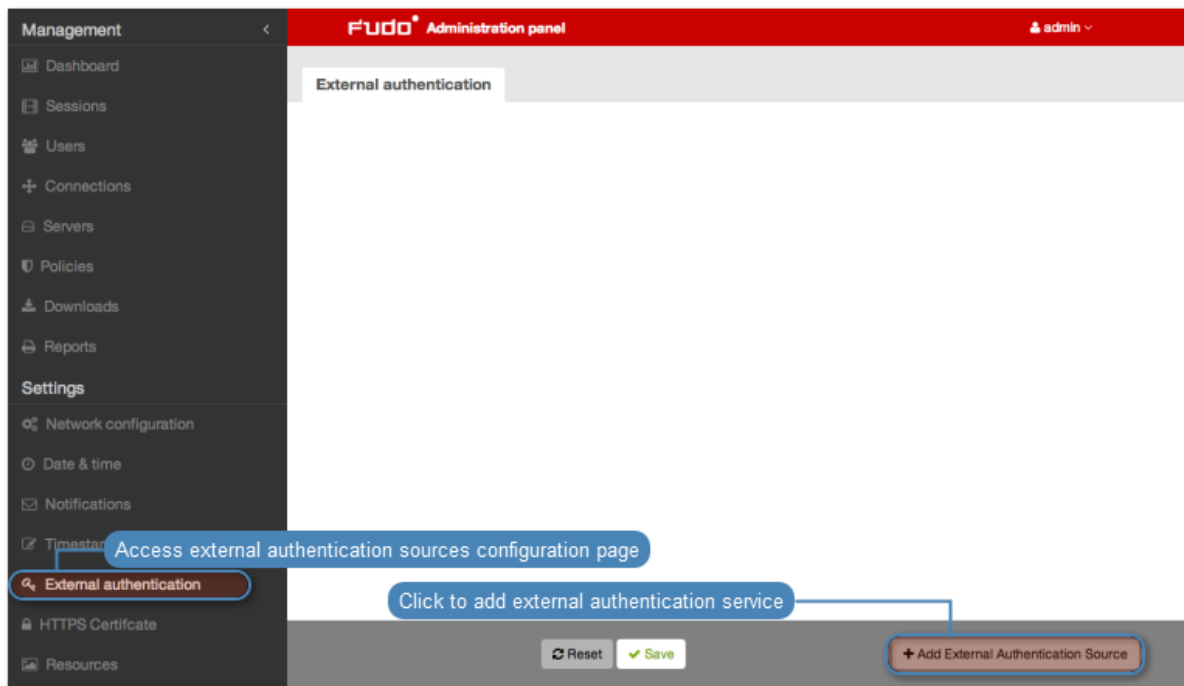 Management
FUDO Administration panel
admin
Dashboard
External authentication
Sessions
Users
Connections
Servers
Policies
Downloads
Reports
Settings
Network configuration
Date & time
Notifications
Access external authentication sources configuration page
External authentication
Click to add external authentication service
HTTPS Certifcate
Reset
Save
+ Add External Authentication Source
Resources